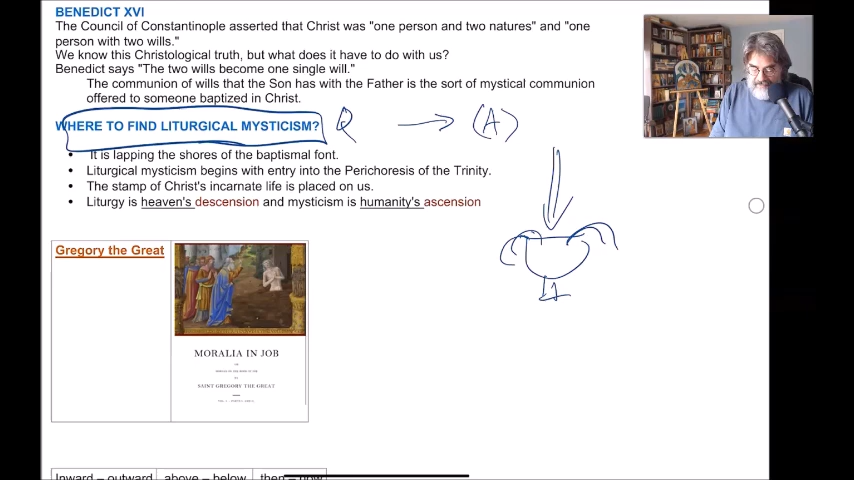 BENEDICT XVI
The Council of Constantinople asserted that Christ was "one person and two natures" and "one
person with two wills."
We know this Christological truth, but what does it have to do with us?
Benedict says "The two wills become one single will."
The communion of wills that the Son has with the Father is the sort of mystical communion
offered to someone baptized in Christ.
WHERE TO FIND LITURGICAL MYSTICISM? Q → (A)
• It is lapping the shores of the baptismal font.
• Liturgical mysticism begins with entry into the Perichoresis of the Trinity.
• The stamp of Christ's incarnate life is placed on us.
• Liturgy is heaven's descension and mysticism is humanity's ascension
Gregory the Great
MORALIA IN JOB
SAINT GREGORY THE GREAT
Inward – outward above – below then – now